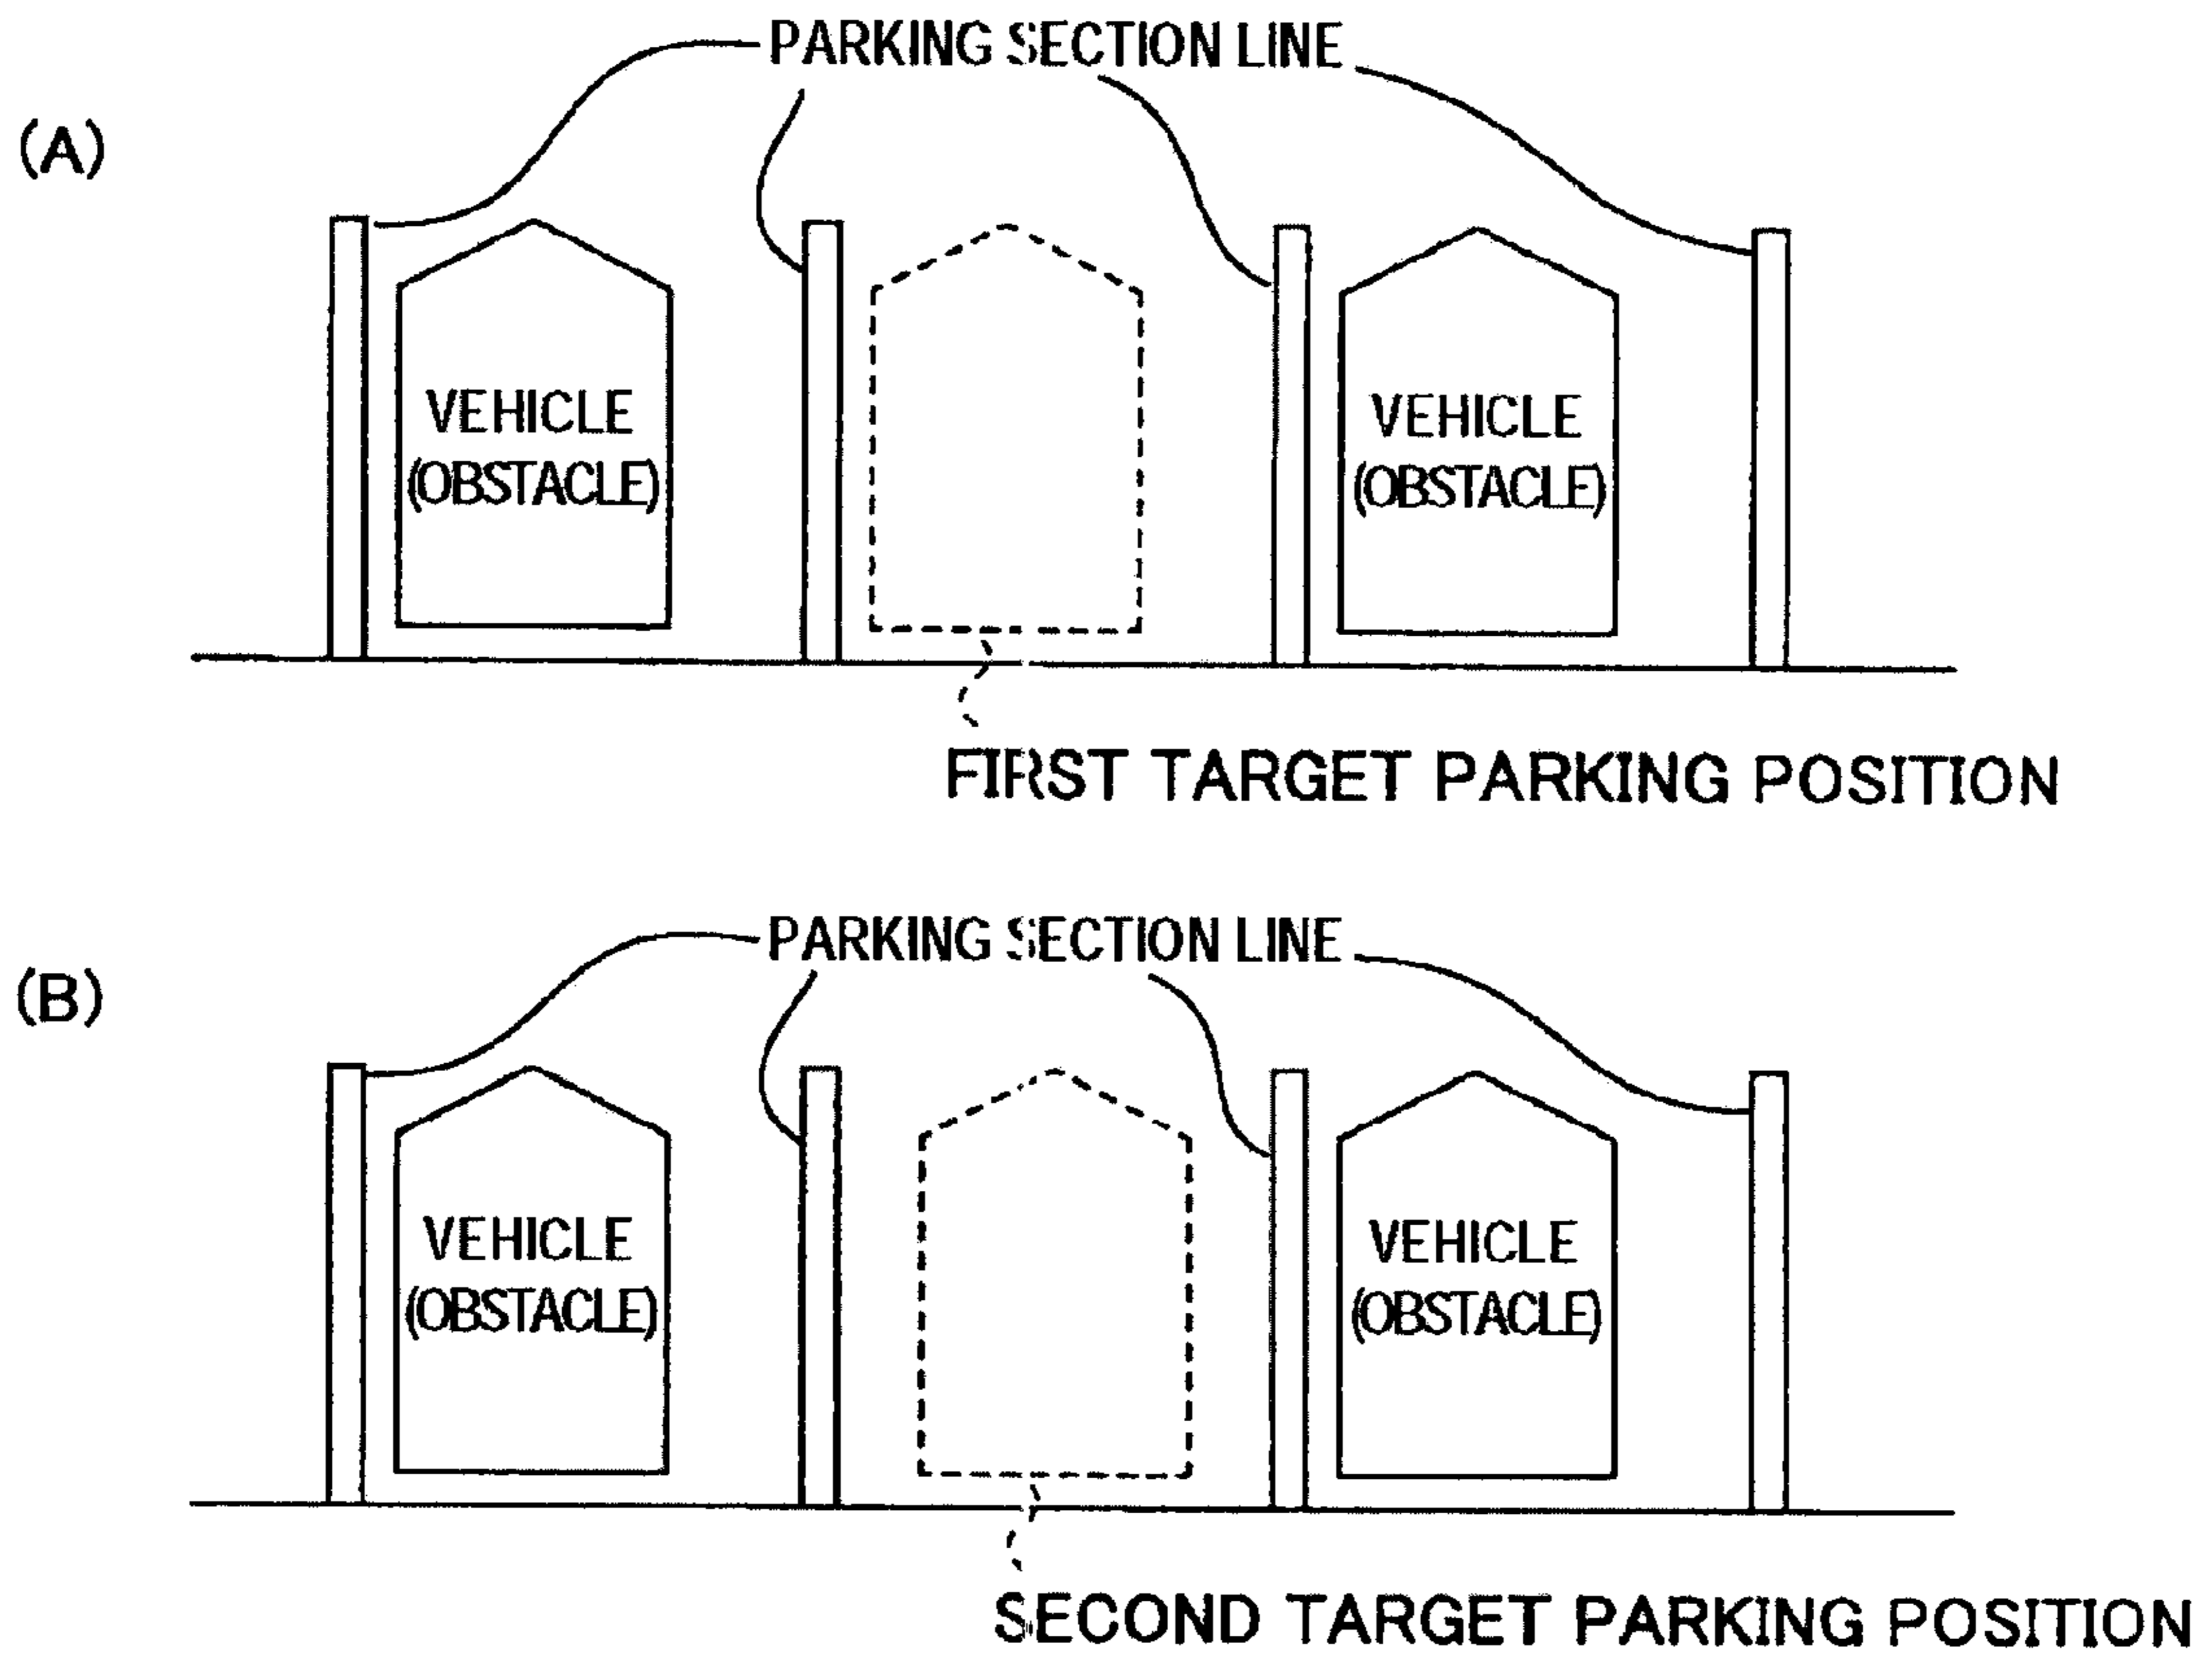 PARKING SECTION LINE
(A)
VEHICLE
(OBSTACLE)
VEHICLE
(OBSTACLE)
FIRST TARGET PARKING POSITION
PARKING SECTION LINE
(B)
VEHICLE
(OBSTACLE)
VEHICLE
(OBSTACLE)
SECOND TARGET PARKING POSITION